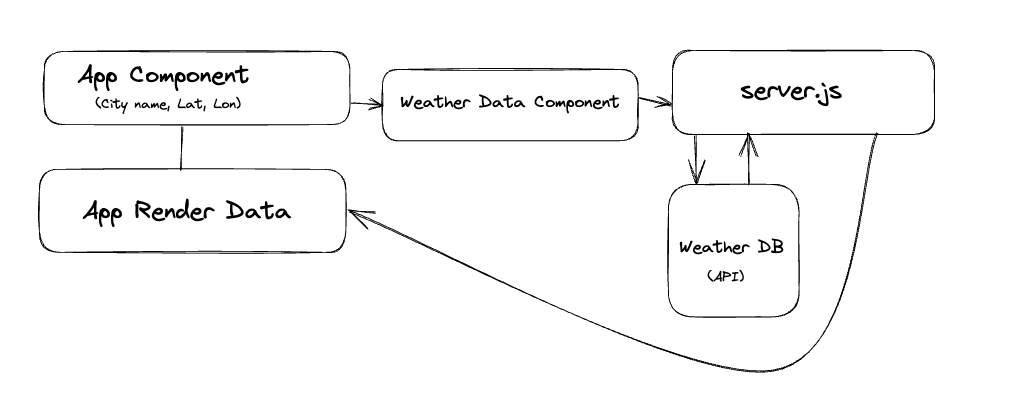 App Component
(City name, Lat, Lon)
Weather Data Component
server.js
App Render Data
Weather DB
(API)